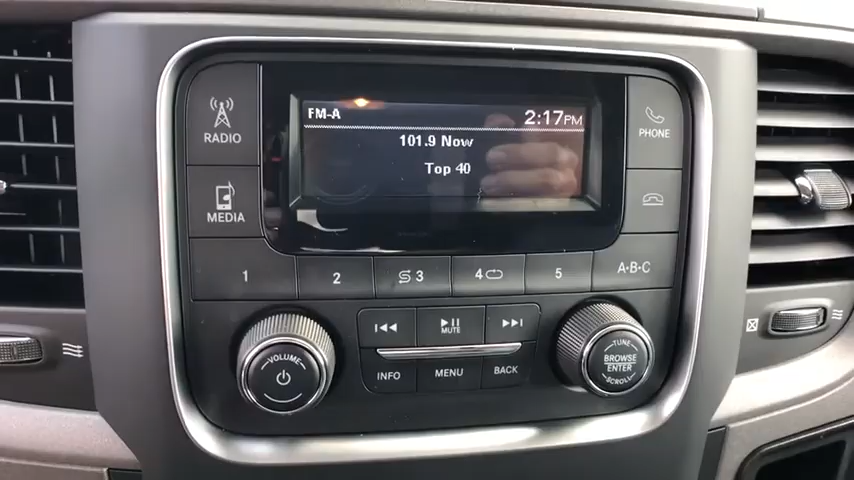 RADIO
MEDIA
FM-A 2:17PM
101.9 Now
Top 40
PHONE
1 2 3 4 5 A·B·C
VOLUME
MUTE
INFO MENU BACK
TUNE
BROWSE
ENTER
SCROLL